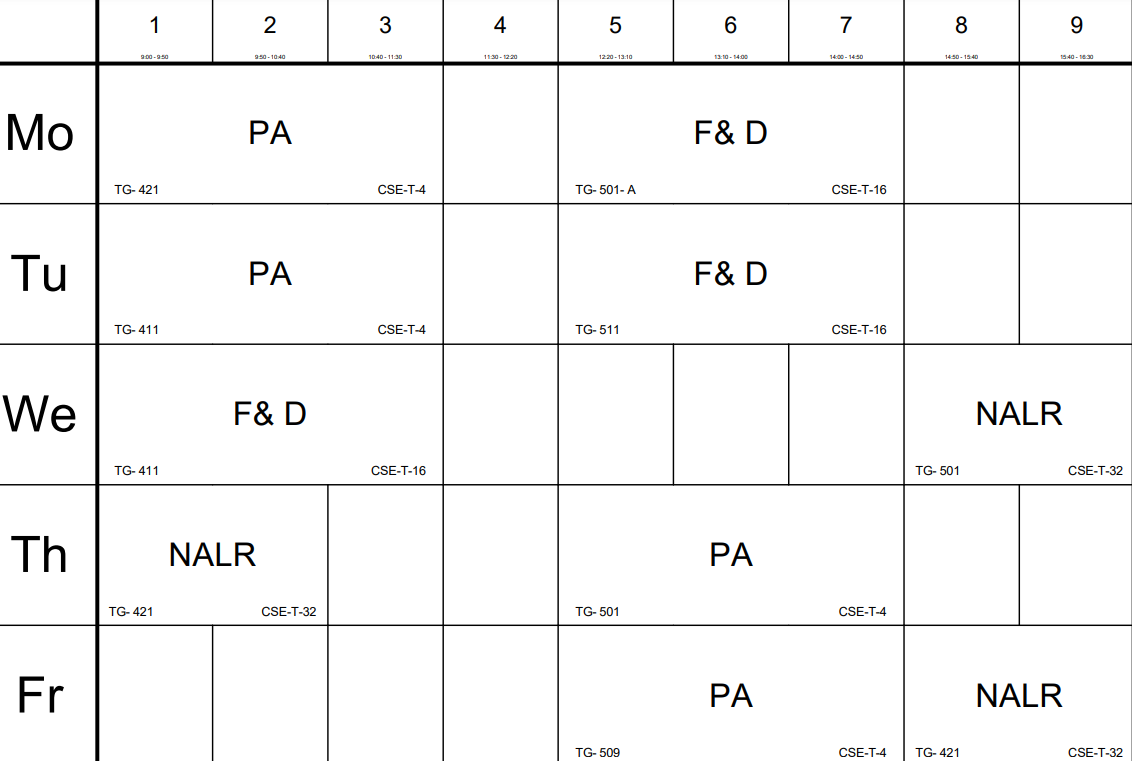 1 2 3 4 5 6 7 8 9
9:00 - 9:50 9:50 - 10:40 10:40 - 11:30 11:30 - 12:20 12:20 - 13:10 13:10 - 14:00 14:00 - 14:50 14:50 - 15:40 15:40 - 16:30
Mo PA F& D
TG- 421 CSE-T-4 TG- 501- A CSE-T-16
Tu PA F& D
TG- 411 CSE-T-4 TG- 511 CSE-T-16
We F& D NALR
TG- 411 CSE-T-16 TG- 501 CSE-T-32
Th NALR PA
TG- 421 CSE-T-32 TG- 501 CSE-T-4
Fr PA NALR
TG- 509 CSE-T-4 TG- 421 CSE-T-32